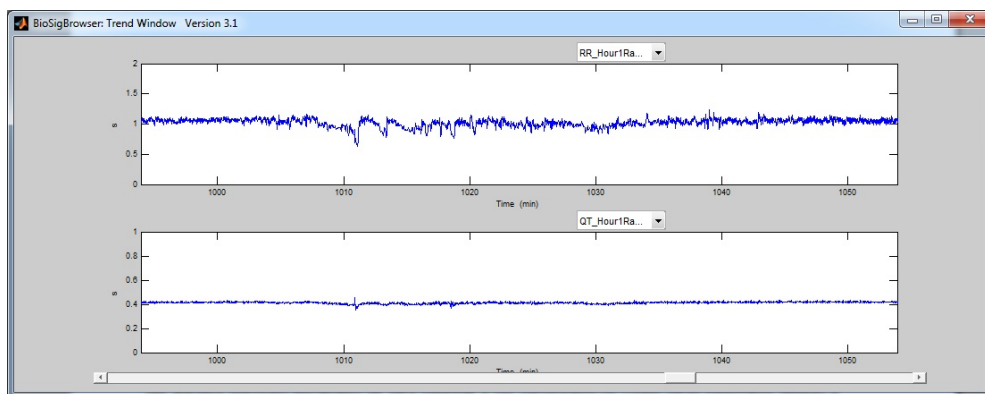 BioSigBrowser: Trend Window Version 3.1
RR_Hour1Ra...
2
1.5
1
0.5
0
s
1000 1010 1020 1030 1040 1050
Time (min)
QT_Hour1Ra...
1
0.8
0.6
0.4
0.2
0
s
1000 1010 1020 1030 1040 1050
Time (min)